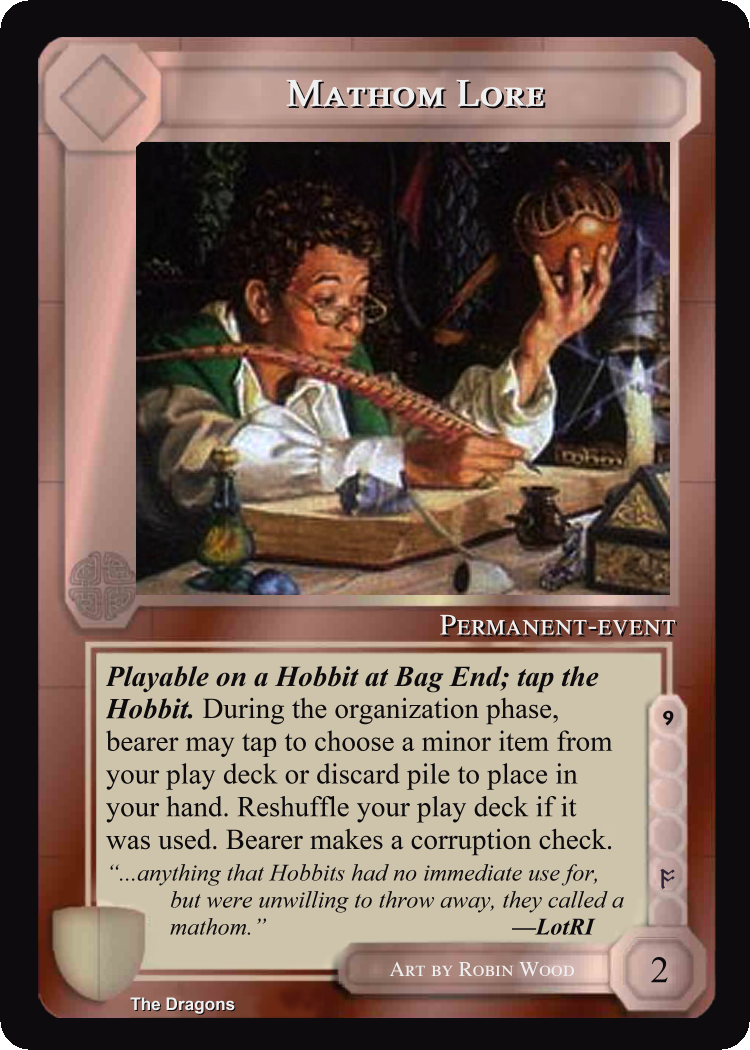 Mathom Lore
Permanent-event
Playable on a Hobbit at Bag End; tap the
Hobbit. During the organization phase,
bearer may tap to choose a minor item from
your play deck or discard pile to place in
your hand. Reshuffle your play deck if it
was used. Bearer makes a corruption check.
“...anything that Hobbits had no immediate use for,
but were unwilling to throw away, they called a
mathom.” —LotRI
9
ᚩ
Art by Robin Wood
2
The Dragons